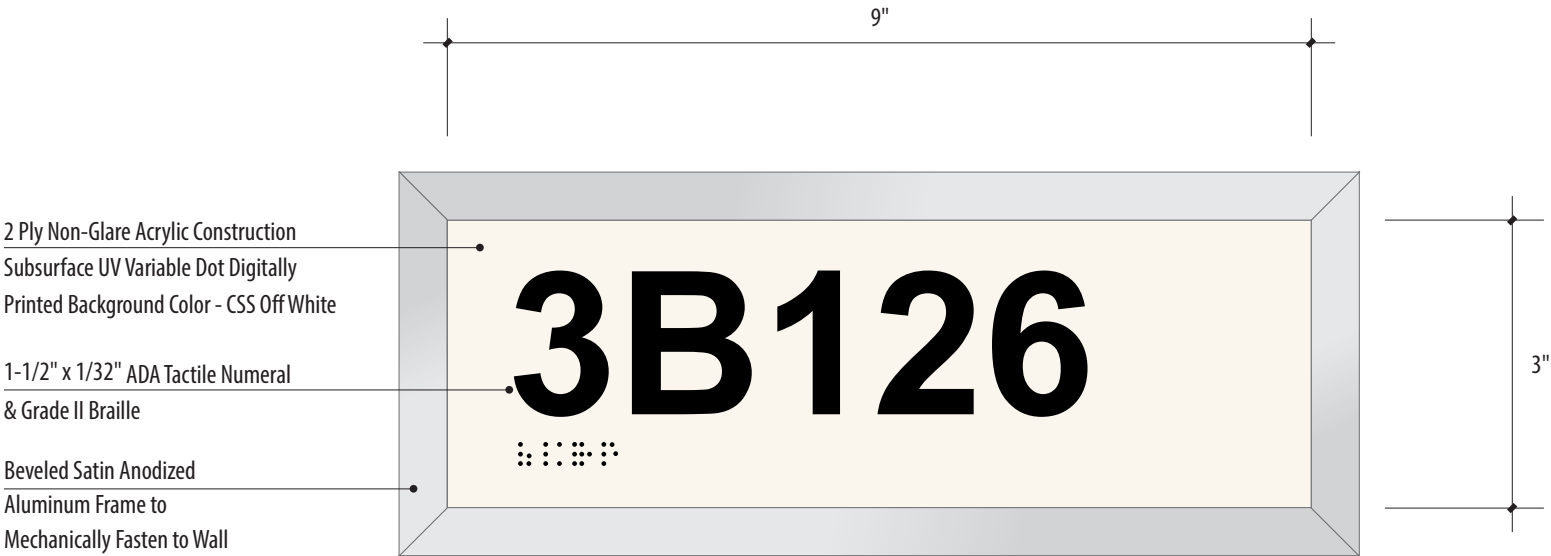 9"
2 Ply Non-Glare Acrylic Construction
Subsurface UV Variable Dot Digitally
Printed Background Color - CSS Off White
3B126
3"
1-1/2" x 1/32" ADA Tactile Numeral
& Grade II Braille
Beveled Satin Anodized
Aluminum Frame to
Mechanically Fasten to Wall